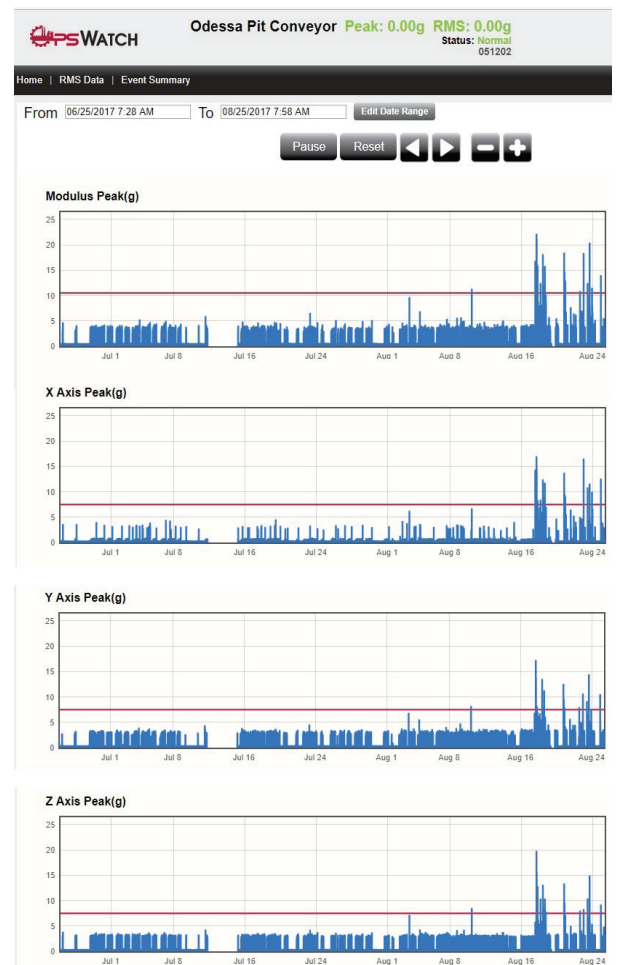 PSWATCH
Odessa Pit Conveyor Peak: 0.00g RMS: 0.00g
Status: Normal
051202
Home | RMS Data | Event Summary
From 06/25/2017 7:28 AM To 08/25/2017 7:58 AM Edit Date Range
Pause Reset
Modulus Peak(g)
25
20
15
10
5
0
Jul 1 Jul 8 Jul 16 Jul 24 Aug 1 Aug 8 Aug 16 Aug 24
X Axis Peak(g)
25
20
15
10
5
0
Jul 1 Jul 8 Jul 16 Jul 24 Aug 1 Aug 8 Aug 16 Aug 24
Y Axis Peak(g)
25
20
15
10
5
0
Jul 1 Jul 8 Jul 16 Jul 24 Aug 1 Aug 8 Aug 16 Aug 24
Z Axis Peak(g)
25
20
15
10
5
0
Jul 1 Jul 8 Jul 16 Jul 24 Aug 1 Aug 8 Aug 16 Aug 24